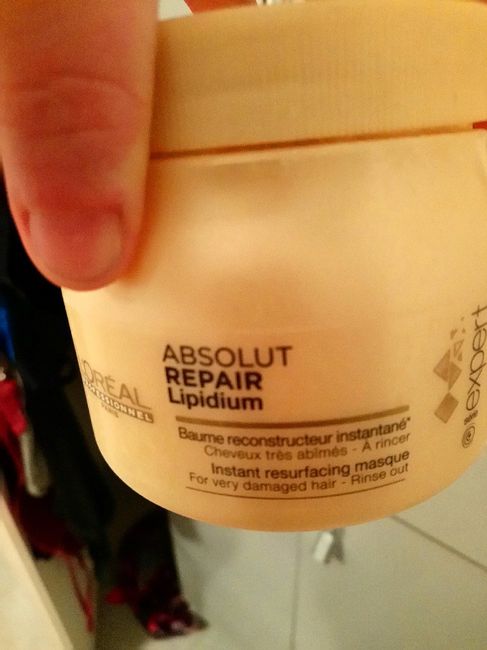 L'ORÉAL
PROFESSIONNEL
PARIS
ABSOLUT
REPAIR
Lipidium
Baume reconstructeur instantané*
Cheveux très abîmés - À rincer
Instant resurfacing masque
For very damaged hair - Rinse out
série
expert